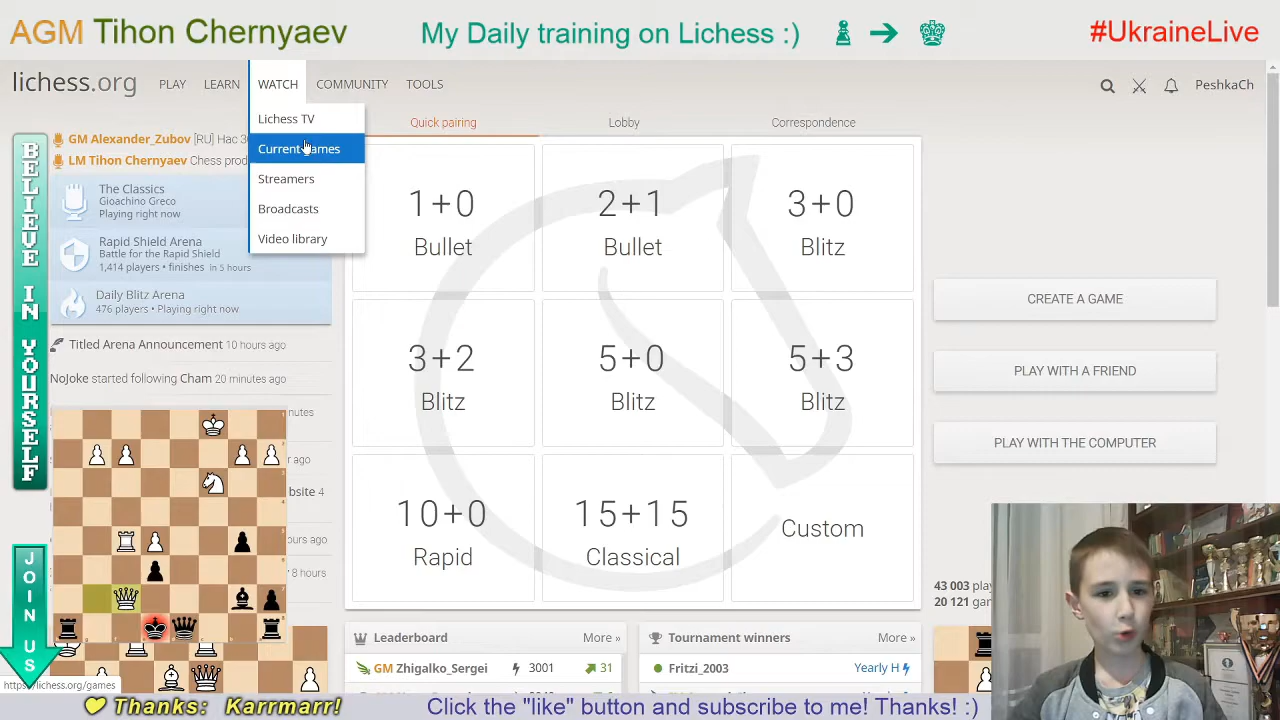 AGM Tihon Chernyaev
My Daily training on Lichess :)
#UkraineLive
lichess.org
PLAY
LEARN
WATCH
COMMUNITY
TOOLS
PeshkaCh
Lichess TV
Current games
Streamers
Broadcasts
Video library
BELIEVE IN YOURSELF
JOIN US
GM Alexander_Zubov [RU]
LM Tihon Chernyaev
The Classics
Gioachino Greco
Playing right now
Rapid Shield Arena
Battle for the Rapid Shield
1,414 players • finishes in 5 hours
Daily Blitz Arena
476 players • Playing right now
Titled Arena Announcement 10 hours ago
NoJoke started following Cham 20 minutes ago
Quick pairing
Lobby
Correspondence
1+0
Bullet
2+1
Bullet
3+0
Blitz
3+2
Blitz
5+0
Blitz
5+3
Blitz
10+0
Rapid
15+15
Classical
Custom
CREATE A GAME
PLAY WITH A FRIEND
PLAY WITH THE COMPUTER
43 003
20 121
Leaderboard
More »
GM Zhigalko_Sergei
3001
31
Tournament winners
More »
Fritzi_2003
Yearly H
https://lichess.org/games
Thanks: Karrmarr!
Click the "like" button and subscribe to me! Thanks! :)